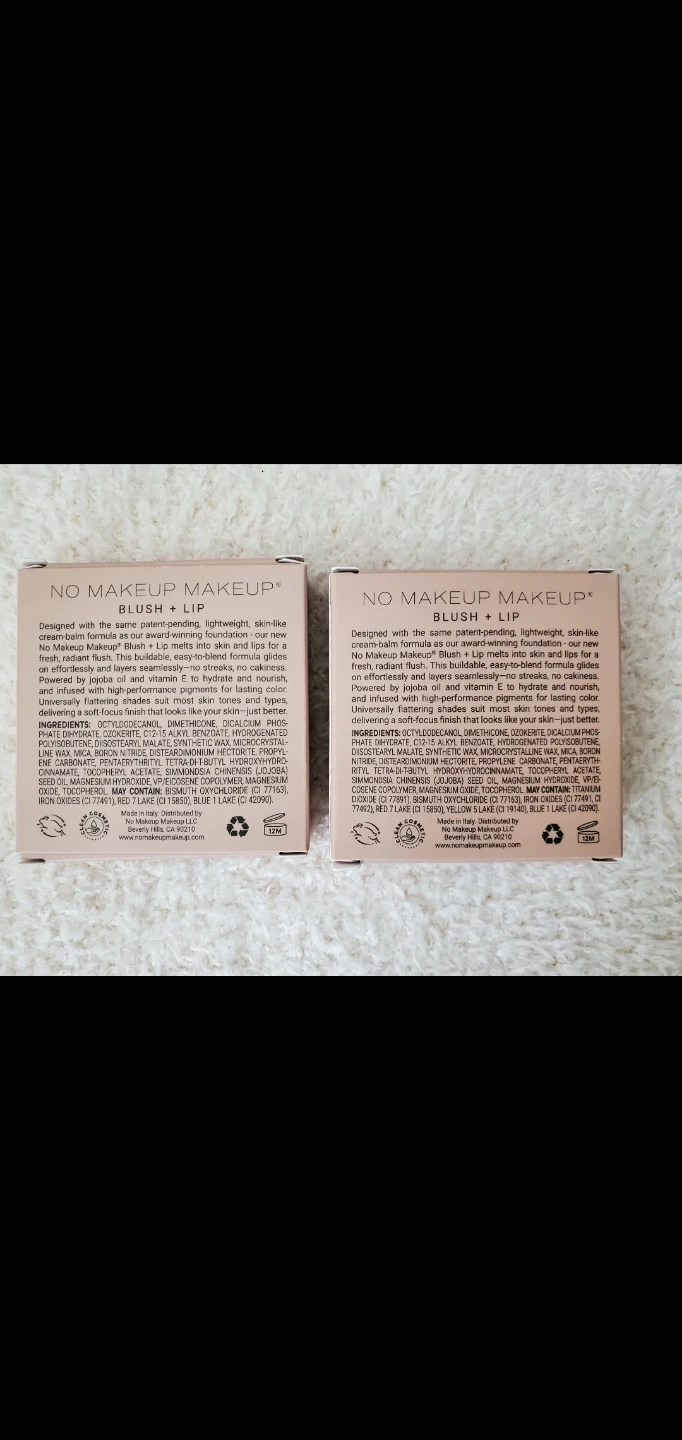 NO MAKEUP MAKEUP®
BLUSH + LIP
Designed with the same patent-pending, lightweight, skin-like
cream-balm formula as our award-winning foundation - our new
No Makeup Makeup® Blush + Lip melts into skin and lips for a
fresh, radiant flush. This buildable, easy-to-blend formula glides
on effortlessly and layers seamlessly—no streaks, no cakiness.
Powered by jojoba oil and vitamin E to hydrate and nourish,
and infused with high-performance pigments for lasting color.
Universally flattering shades suit most skin tones and types,
delivering a soft-focus finish that looks like your skin—just better.
INGREDIENTS: OCTYLDODECANOL, DIMETHICONE, DICALCIUM PHOS-
PHATE DIHYDRATE, OZOKERITE, C12-15 ALKYL BENZOATE, HYDROGENATED
POLYISOBUTENE, DIISOSTEARYL MALATE, SYNTHETIC WAX, MICROCRYSTAL-
LINE WAX, MICA, BORON NITRIDE, DISTEARDIMONIUM HECTORITE, PROPYL-
ENE CARBONATE, PENTAERYTHRITYL TETRA-DI-T-BUTYL HYDROXYHYDRO-
CINNAMATE, TOCOPHERYL ACETATE, SIMMONDSIA CHINENSIS (JOJOBA)
SEED OIL, MAGNESIUM HYDROXIDE, VP/EICOSENE COPOLYMER, MAGNESIUM
OXIDE, TOCOPHEROL. MAY CONTAIN: BISMUTH OXYCHLORIDE (CI 77163),
IRON OXIDES (CI 77491), RED 7 LAKE (CI 15850), BLUE 1 LAKE (CI 42090).
CLEAN COSMETIC
Made in Italy. Distributed by
No Makeup Makeup LLC
Beverly Hills, CA 90210
www.nomakeupmakeup.com
12M
NO MAKEUP MAKEUP®
BLUSH + LIP
Designed with the same patent-pending, lightweight, skin-like
cream-balm formula as our award-winning foundation - our new
No Makeup Makeup® Blush + Lip melts into skin and lips for a
fresh, radiant flush. This buildable, easy-to-blend formula glides
on effortlessly and layers seamlessly—no streaks, no cakiness.
Powered by jojoba oil and vitamin E to hydrate and nourish,
and infused with high-performance pigments for lasting color.
Universally flattering shades suit most skin tones and types,
delivering a soft-focus finish that looks like your skin—just better.
INGREDIENTS: OCTYLDODECANOL, DIMETHICONE, OZOKERITE, DICALCIUM PHOS-
PHATE DIHYDRATE, C12-15 ALKYL BENZOATE, HYDROGENATED POLYISOBUTENE,
DIISOSTEARYL MALATE, SYNTHETIC WAX, MICROCRYSTALLINE WAX, MICA, BORON
NITRIDE, DISTEARDIMONIUM HECTORITE, PROPYLENE CARBONATE, PENTAERYTH-
RITYL TETRA-DI-T-BUTYL HYDROXY-HYDROCINNAMATE, TOCOPHERYL ACETATE,
SIMMONDSIA CHINENSIS (JOJOBA) SEED OIL, MAGNESIUM HYDROXIDE, VP/EI-
COSENE COPOLYMER, MAGNESIUM OXIDE, TOCOPHEROL. MAY CONTAIN: TITANIUM
DIOXIDE (CI 77891), BISMUTH OXYCHLORIDE (CI 77163), IRON OXIDES (CI 77491, CI
77492), RED 7 LAKE (CI 15850), YELLOW 5 LAKE (CI 19140), BLUE 1 LAKE (CI 42090).
CLEAN COSMETIC
Made in Italy. Distributed by
No Makeup Makeup LLC
Beverly Hills, CA 90210
www.nomakeupmakeup.com
12M